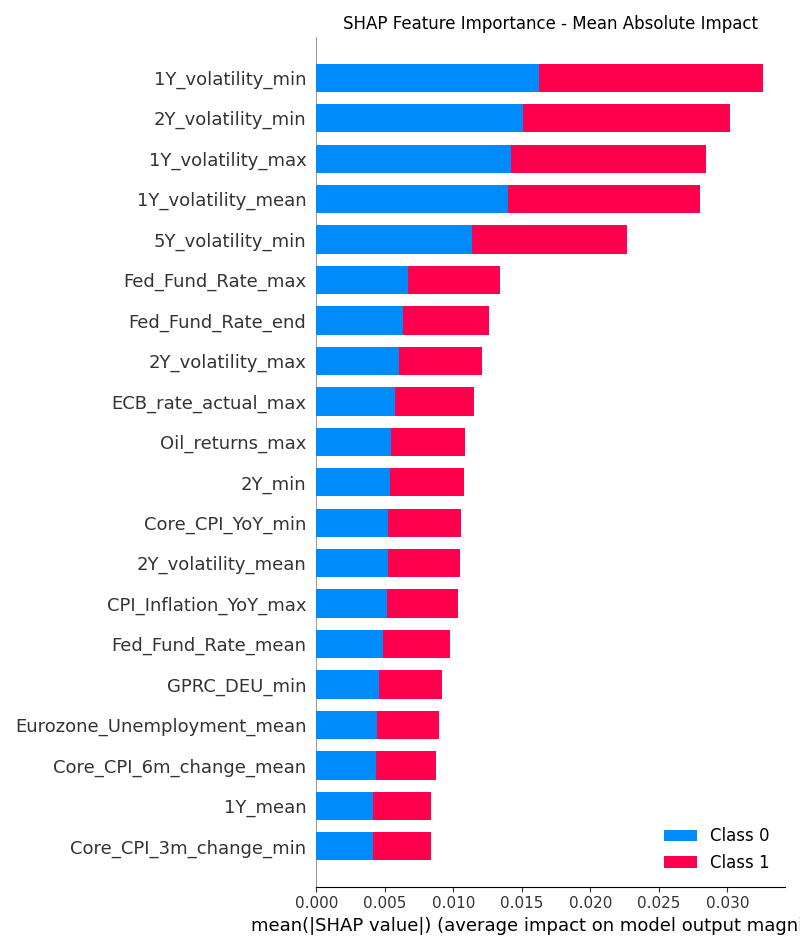 SHAP Feature Importance - Mean Absolute Impact
1Y_volatility_min
2Y_volatility_min
1Y_volatility_max
1Y_volatility_mean
5Y_volatility_min
Fed_Fund_Rate_max
Fed_Fund_Rate_end
2Y_volatility_max
ECB_rate_actual_max
Oil_returns_max
2Y_min
Core_CPI_YoY_min
2Y_volatility_mean
CPI_Inflation_YoY_max
Fed_Fund_Rate_mean
GPRC_DEU_min
Eurozone_Unemployment_mean
Core_CPI_6m_change_mean
1Y_mean
Core_CPI_3m_change_min
Class 0
Class 1
0.000 0.005 0.010 0.015 0.020 0.025 0.030
mean(|SHAP value|) (average impact on model output magni